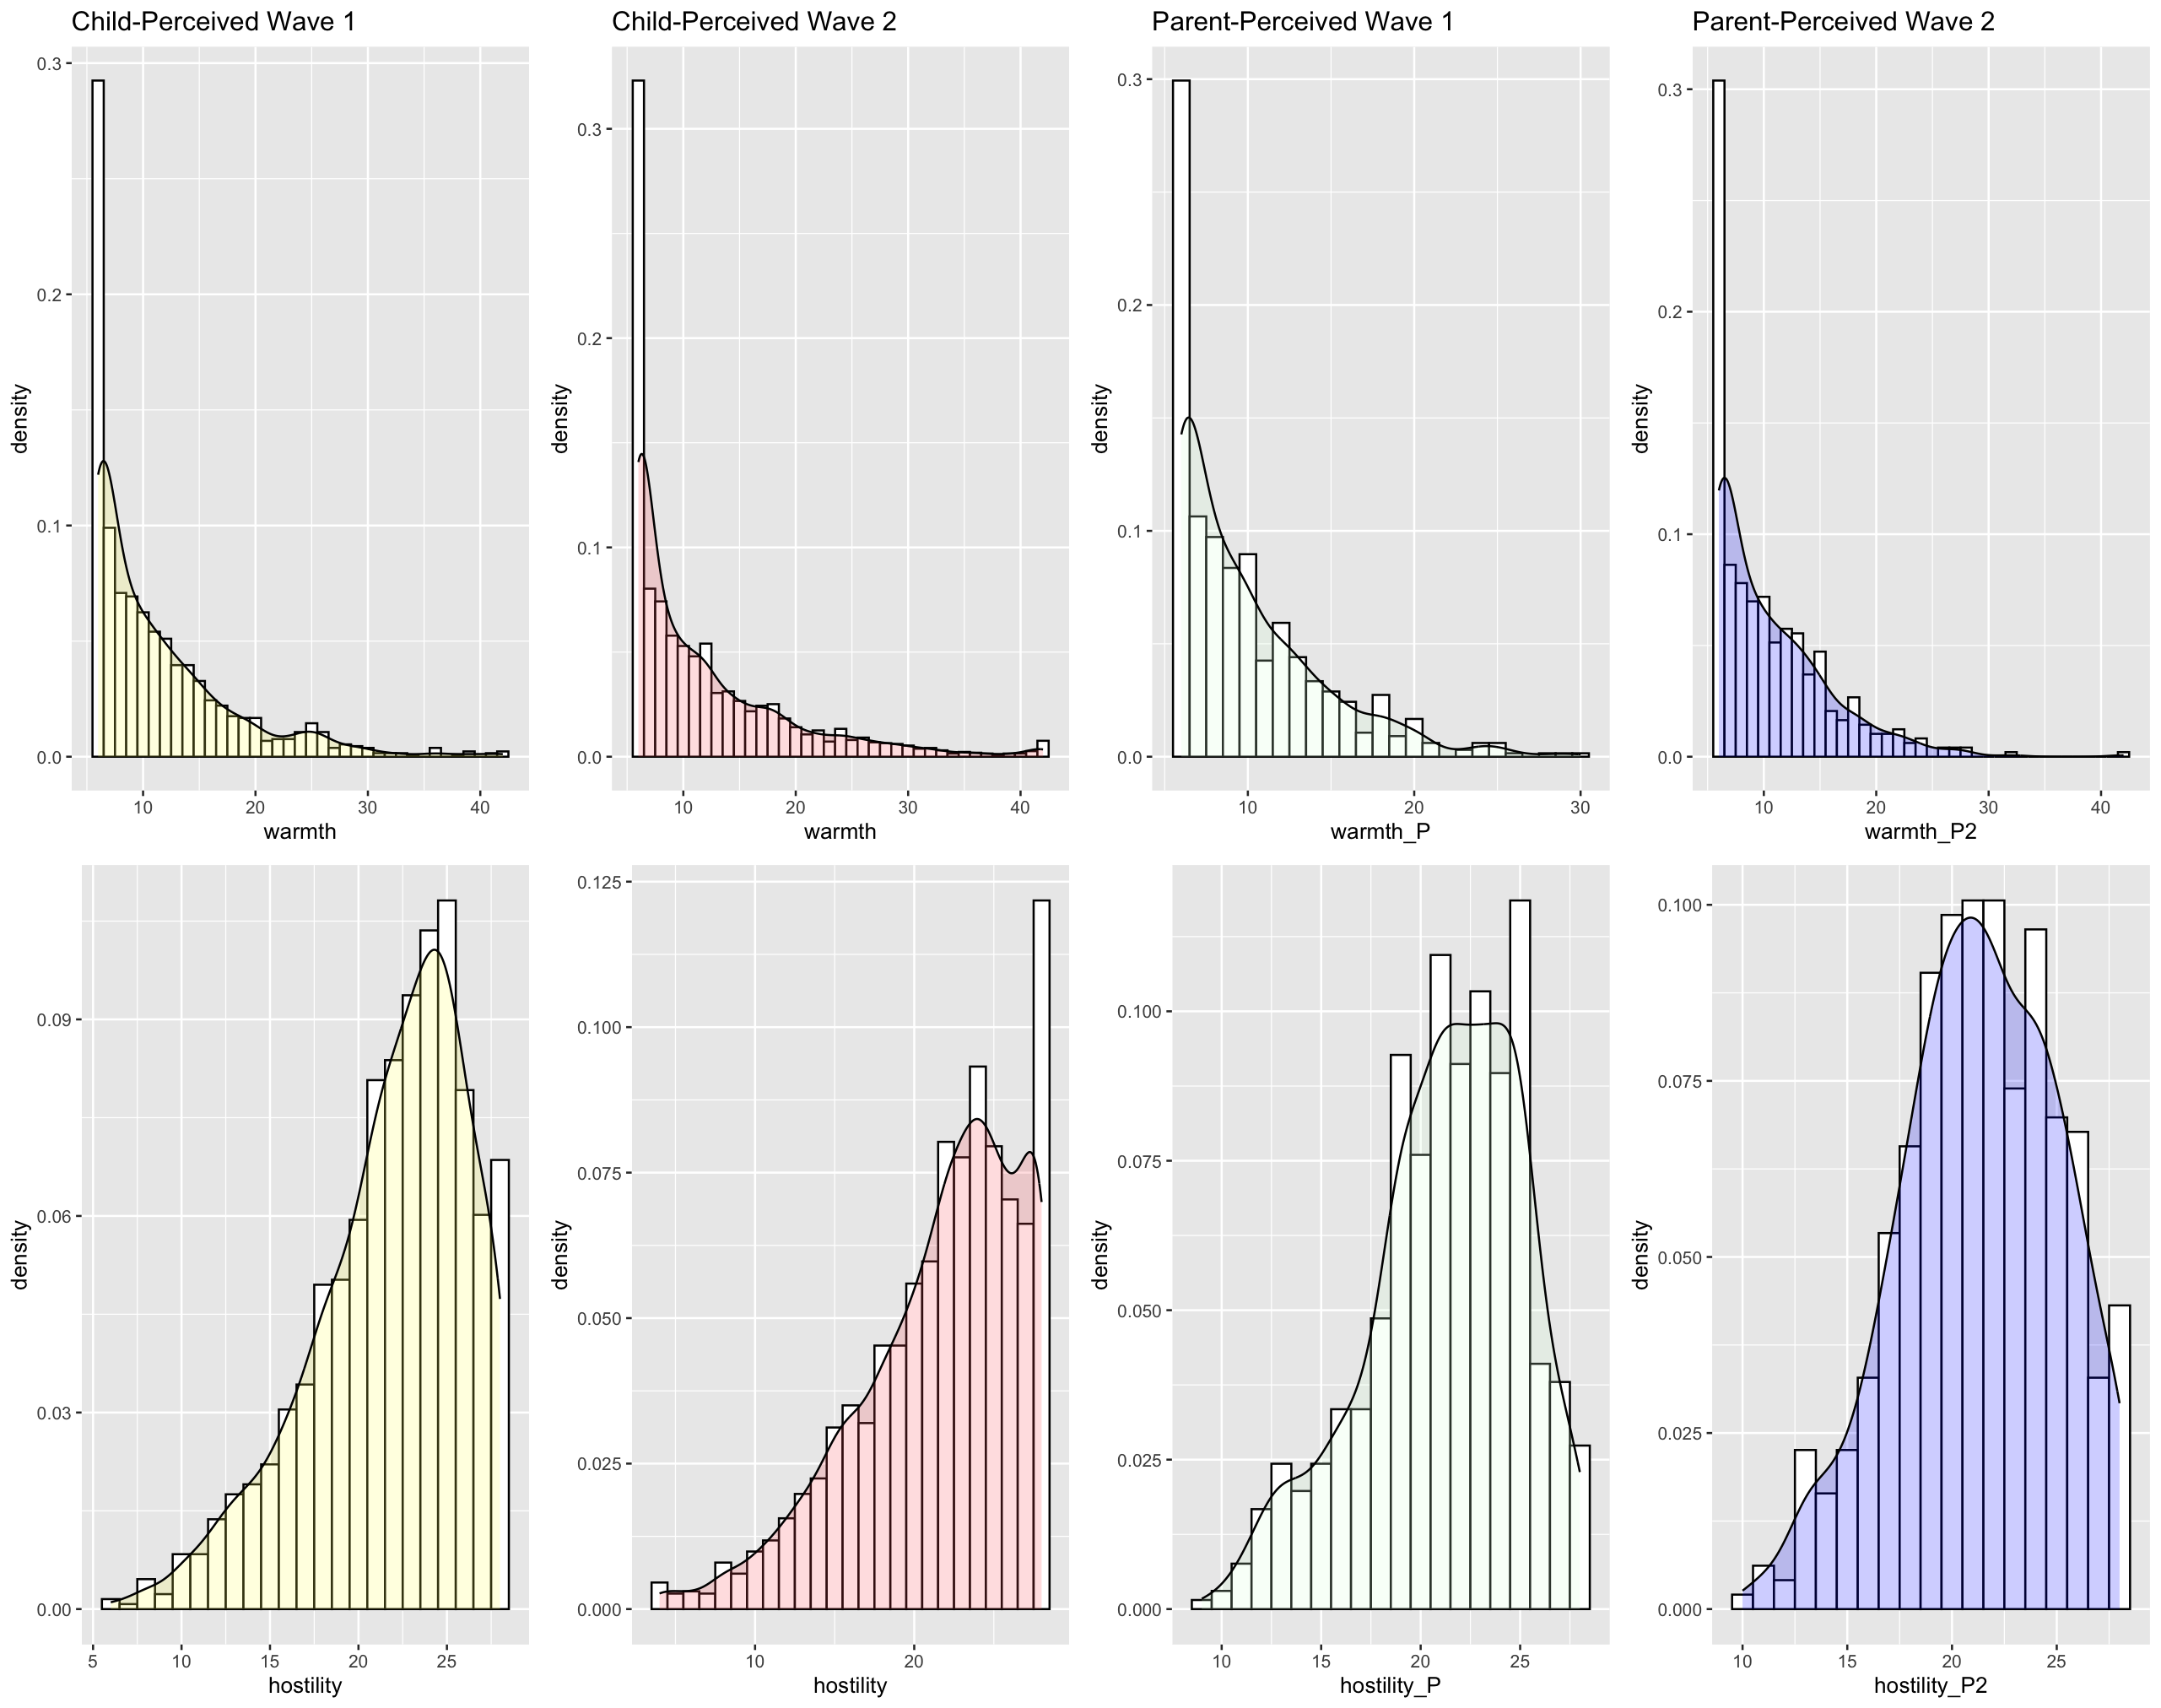 Child-Perceived Wave 1
Child-Perceived Wave 2
Parent-Perceived Wave 1
Parent-Perceived Wave 2
density
0.3
0.2
0.1
0.0
10 20 30 40
warmth
density
0.3
0.2
0.1
0.0
10 20 30 40
warmth
density
0.3
0.2
0.1
0.0
10 20 30
warmth_P
density
0.3
0.2
0.1
0.0
10 20 30 40
warmth_P2
density
0.09
0.06
0.03
0.00
5 10 15 20 25
hostility
density
0.125
0.100
0.075
0.050
0.025
0.000
10 20
hostility
density
0.100
0.075
0.050
0.025
0.000
10 15 20 25
hostility_P
density
0.100
0.075
0.050
0.025
0.000
10 15 20 25
hostility_P2